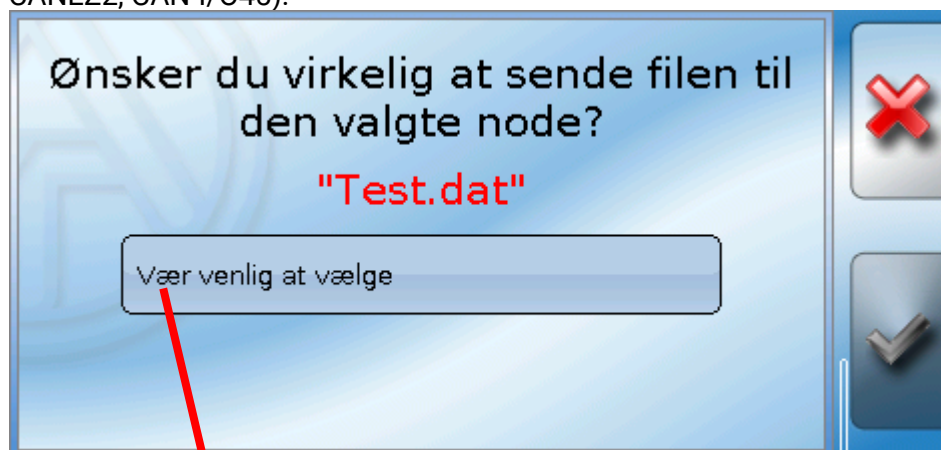 Ønsker du virkelig at sende filen til
den valgte node?
"Test.dat"
Vær venlig at vælge